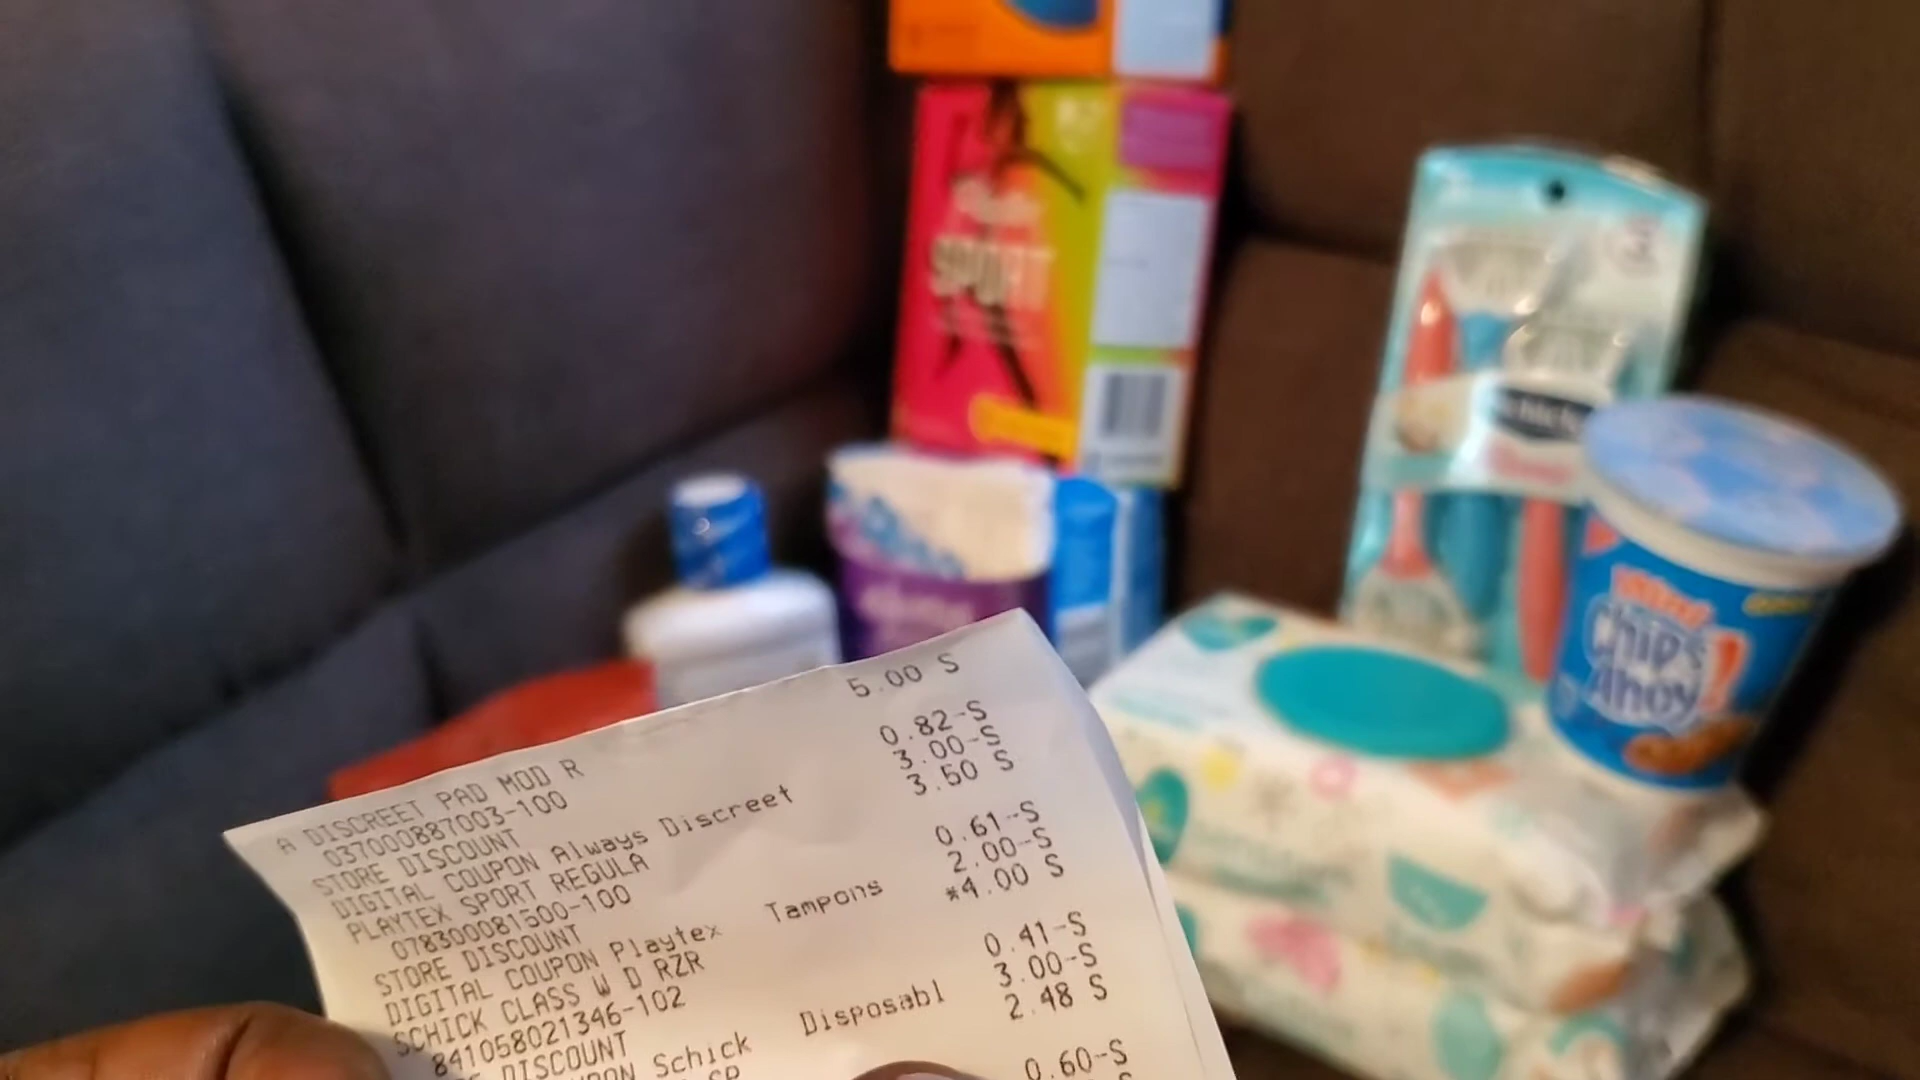 SPORT
Schick
Mini
Chips
Ahoy!
A DISCREET PAD MOD R 5.00 S
037000887003-100
STORE DISCOUNT 0.82-S
DIGITAL COUPON Always Discreet 3.00-S
PLAYTEX SPORT REGULA 3.50 S
078300081500-100
STORE DISCOUNT 0.61-S
DIGITAL COUPON Playtex Tampons 2.00-S
SCHICK CLASS W D RZR *4.00 S
841058021346-102
DISCOUNT 0.41-S
Schick Disposabl 3.00-S
2.48 S
0.60-S